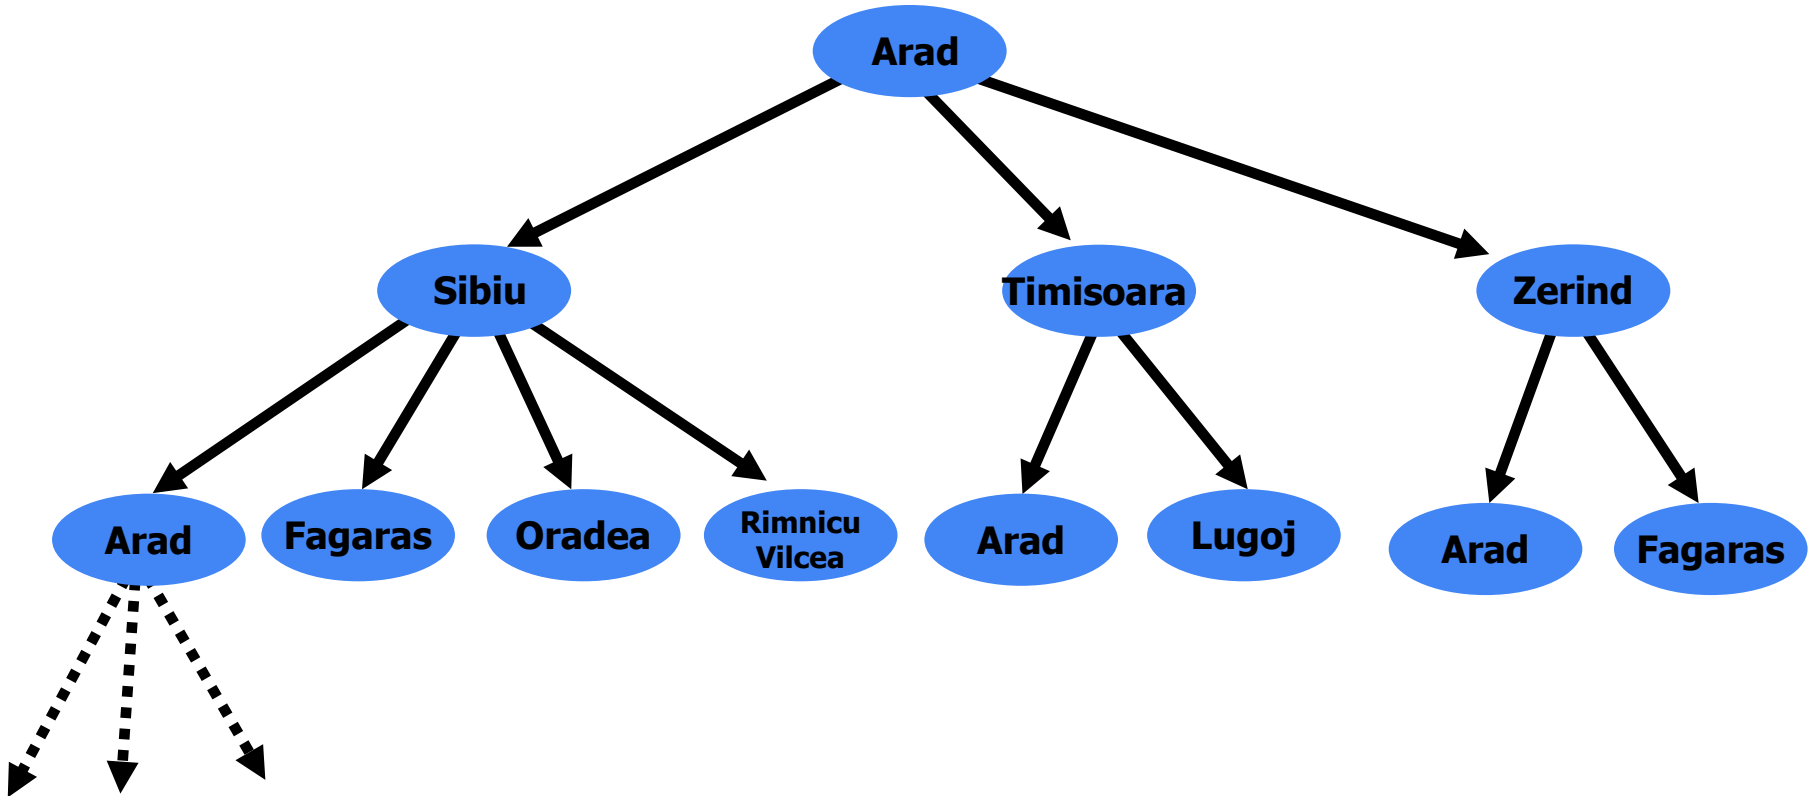 Arad
Sibiu
Timisoara
Zerind
Arad
Fagaras
Oradea
Rimnicu
Vilcea
Arad
Lugoj
Arad
Fagaras